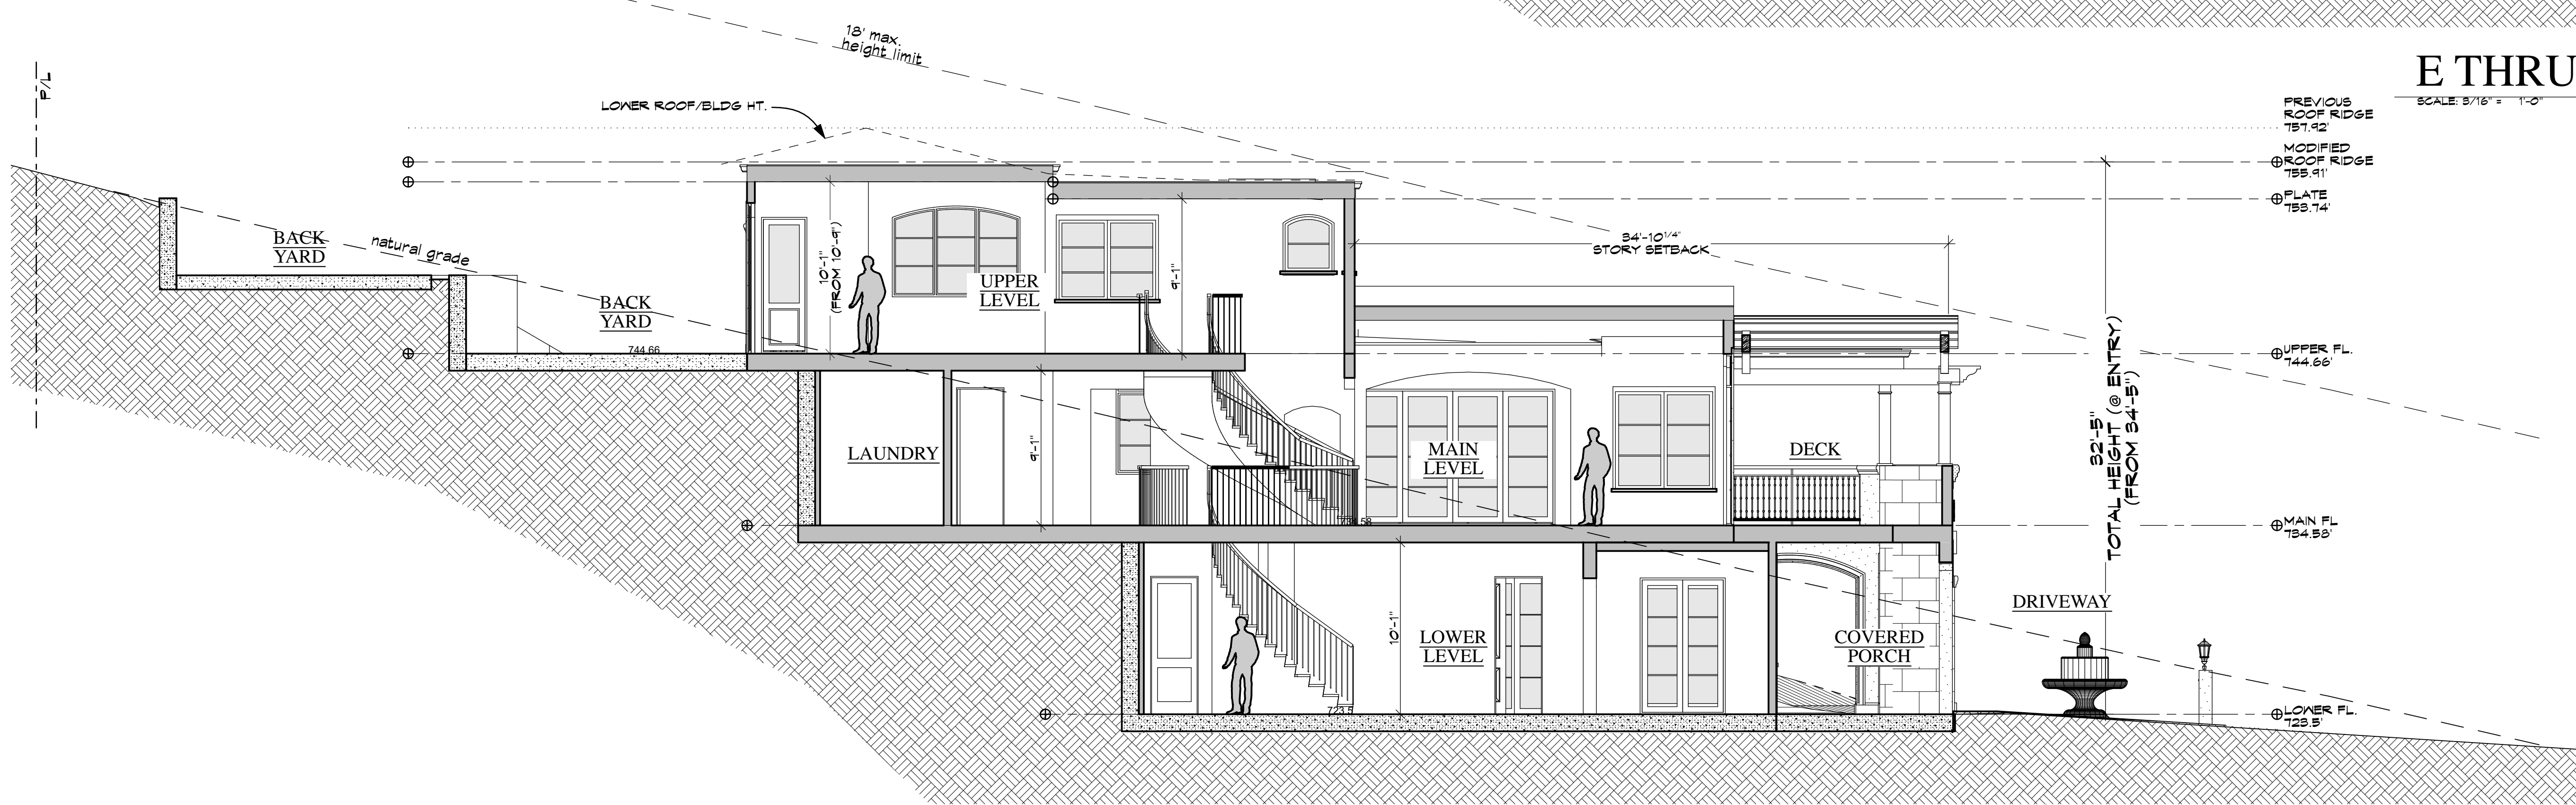 18' max.
height limit
P/L
E THRU
SCALE: 3/16" = 1'-0"
LOWER ROOF/BLDG HT.
PREVIOUS
ROOF RIDGE
757.92'
MODIFIED
ROOF RIDGE
755.91'
PLATE
753.74'
BACK
YARD
natural grade
10'-1"
(FROM 10'-9")
UPPER
LEVEL
9'-1"
34'-10 1/4"
STORY SETBACK
BACK
YARD
744.66
UPPER FL.
744.66'
32'-5"
TOTAL HEIGHT (@ ENTRY)
(FROM 34'-5")
LAUNDRY
9'-1"
MAIN
LEVEL
DECK
734.58
MAIN FL
734.58'
10'-1"
LOWER
LEVEL
COVERED
PORCH
DRIVEWAY
723.5
LOWER FL.
723.5'